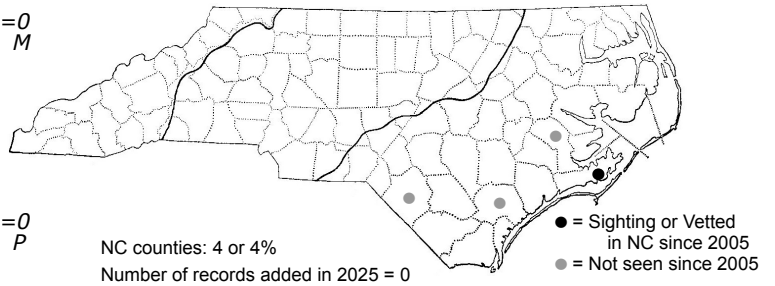 =0
M
=0
P
NC counties: 4 or 4%
Number of records added in 2025 = 0
● = Sighting or Vetted
in NC since 2005
● = Not seen since 2005